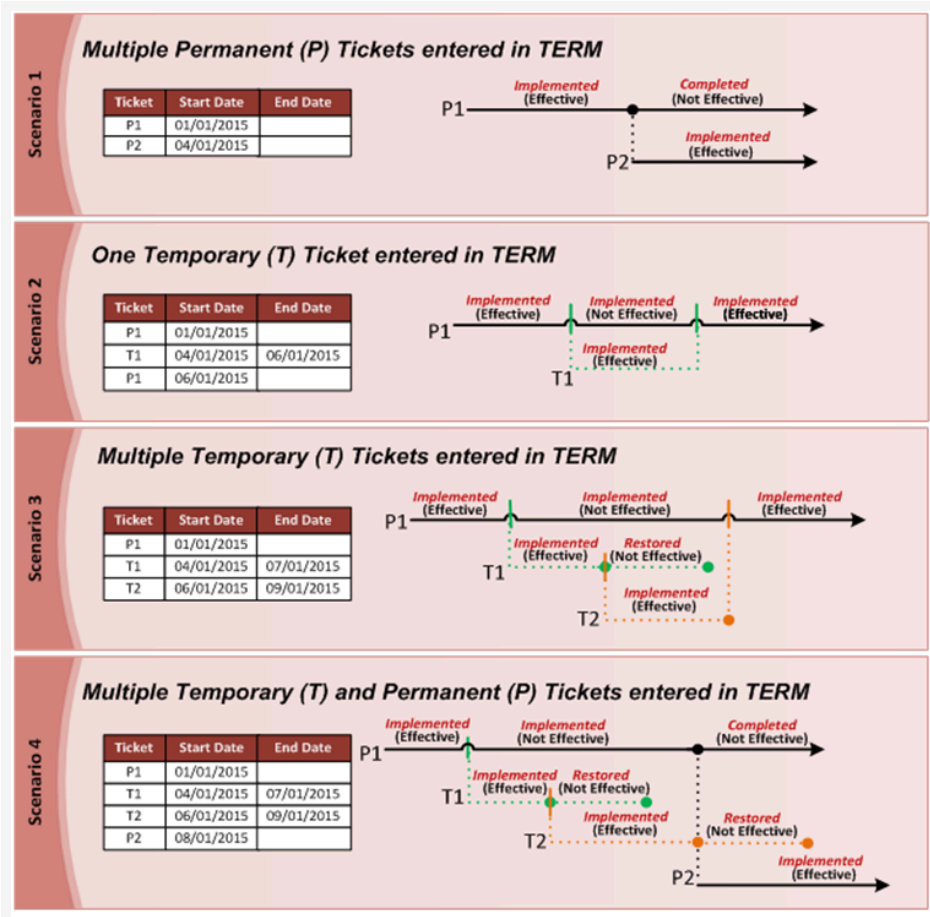 Scenario 1
Multiple Permanent (P) Tickets entered in TERM
Ticket Start Date End Date
P1 01/01/2015
P2 04/01/2015
Implemented
(Effective)
Completed
(Not Effective)
P1
Implemented
(Effective)
P2
Scenario 2
One Temporary (T) Ticket entered in TERM
Ticket Start Date End Date
P1 01/01/2015
T1 04/01/2015 06/01/2015
P1 06/01/2015
Implemented
(Effective)
Implemented
(Not Effective)
Implemented
(Effective)
P1
Implemented
(Effective)
T1
Scenario 3
Multiple Temporary (T) Tickets entered in TERM
Ticket Start Date End Date
P1 01/01/2015
T1 04/01/2015 07/01/2015
T2 06/01/2015 09/01/2015
Implemented
(Effective)
Implemented
(Not Effective)
Implemented
(Effective)
P1
Implemented
(Effective)
Restored
(Not Effective)
T1
Implemented
(Effective)
T2
Scenario 4
Multiple Temporary (T) and Permanent (P) Tickets entered in TERM
Ticket Start Date End Date
P1 01/01/2015
T1 04/01/2015 07/01/2015
T2 06/01/2015 09/01/2015
P2 08/01/2015
Implemented
(Effective)
Implemented
(Not Effective)
Completed
(Not Effective)
P1
Implemented
(Effective)
Restored
(Not Effective)
T1
Implemented
(Effective)
Restored
(Not Effective)
T2
Implemented
(Effective)
P2